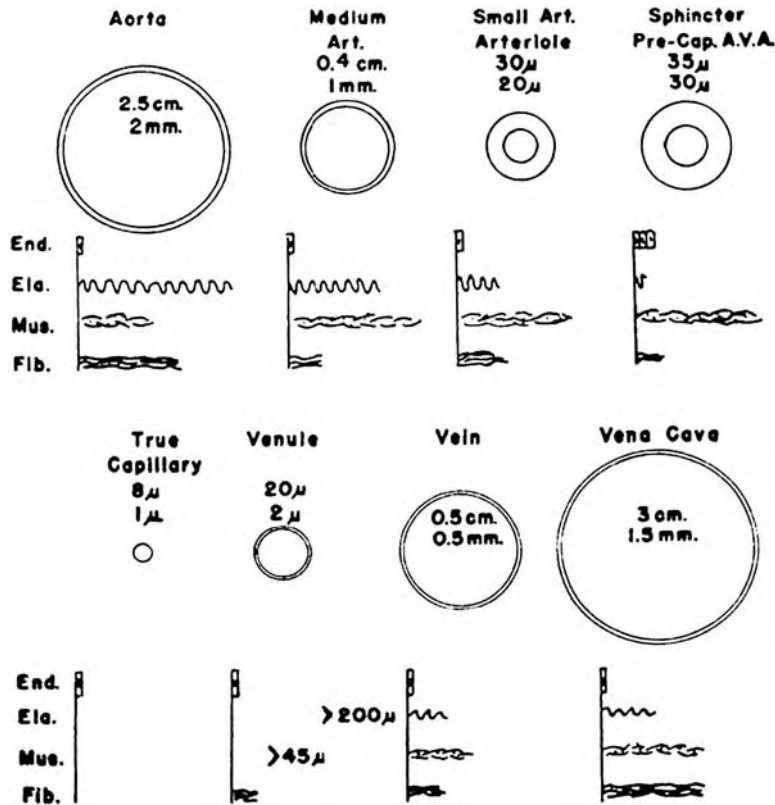 Aorta
Medium
Art.
0.4 cm.
1 mm.
Small Art.
Arteriole
30μ
20μ
Sphincter
Pre-Cap. A.V.A.
35μ
30μ
2.5 cm.
2 mm.
End.
Ela.
Mus.
Fib.
True
Capillary
8μ
1μ
Venule
20μ
2μ
Vein
0.5 cm.
0.5 mm.
Vena Cava
3 cm.
1.5 mm.
End.
Ela.
>200μ
Mus.
>45μ
Fib.